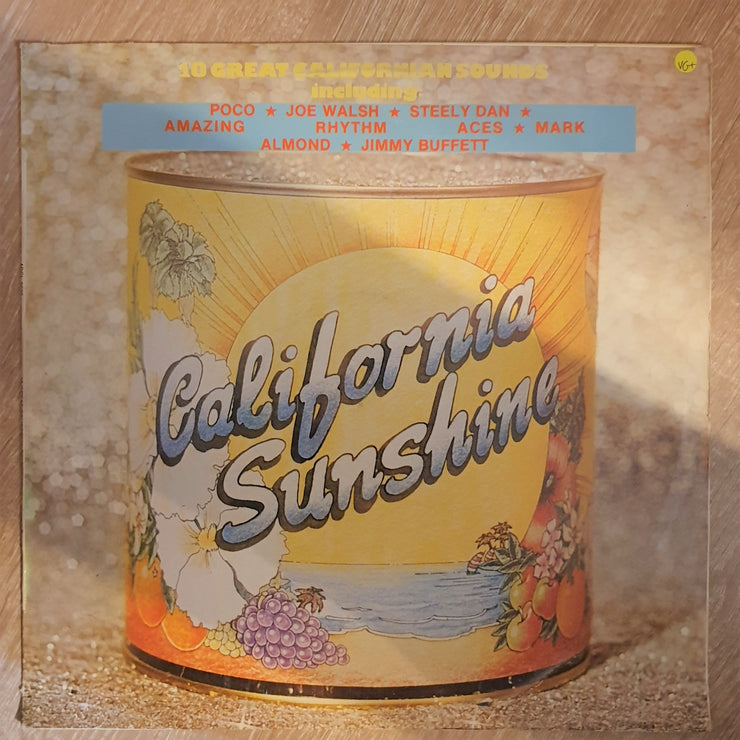 10 GREAT CALIFORNIAN SOUNDS
including
POCO ★ JOE WALSH ★ STEELY DAN ★
AMAZING RHYTHM ACES ★ MARK
ALMOND ★ JIMMY BUFFETT
VG+
California
Sunshine